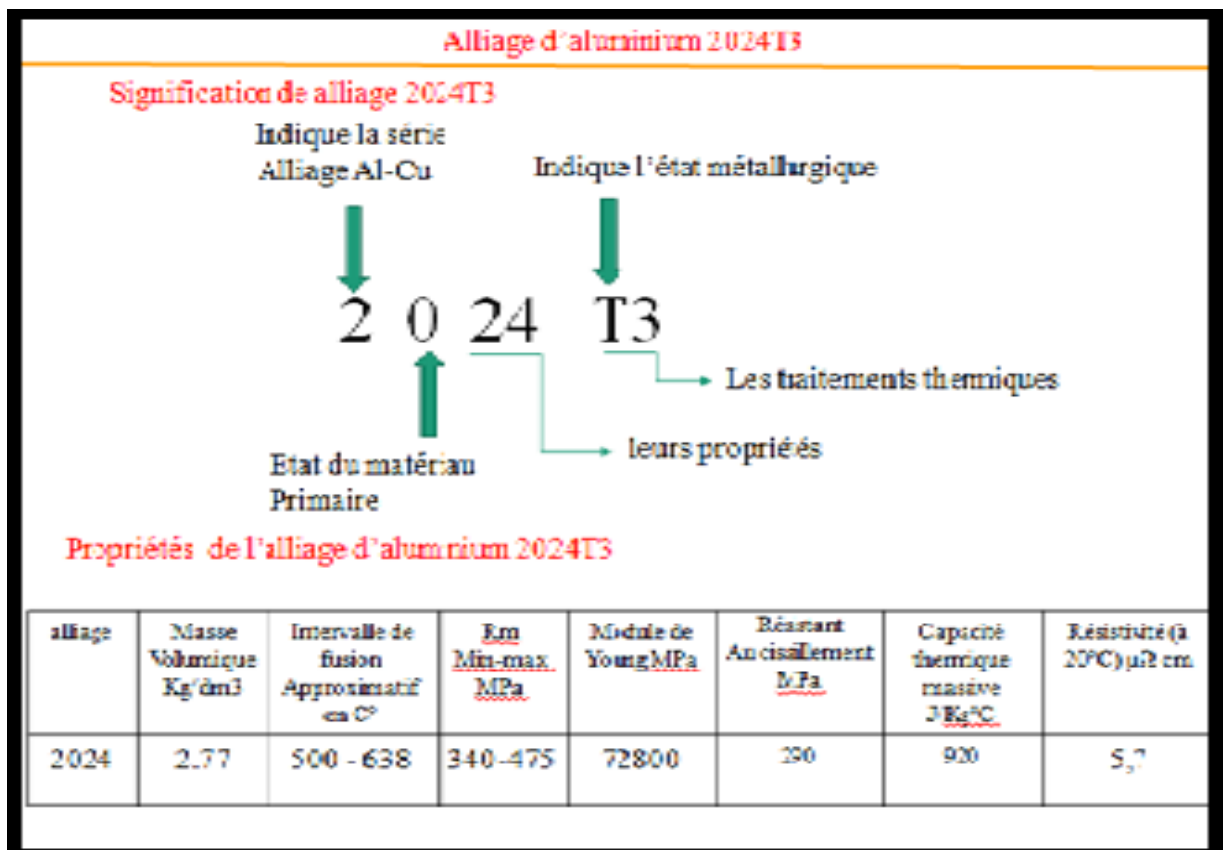 Alliage d'aluminium 2024T3
Signification de alliage 2024T3
Indique la série
Alliage Al-Cu
Indique l'état métallurgique
2 0 24 T3
Les traitements thermiques
leurs propriétés
Etat du matériau
Primaire
Propriétés de l'alliage d'aluminium 2024T3
alliage
Masse
Volumique
Kg/dm3
Intervalle de
fusion
Approximatif
en C°
Rm
Min-max
MPa
Module de
Young MPa
Au cisaillement
MPa
Capacité
thermique
massive
J/Kg°C
Résistivité (à
20°C) cm
2024
2.77
500 - 638
340-475
72800
290
920
5,7